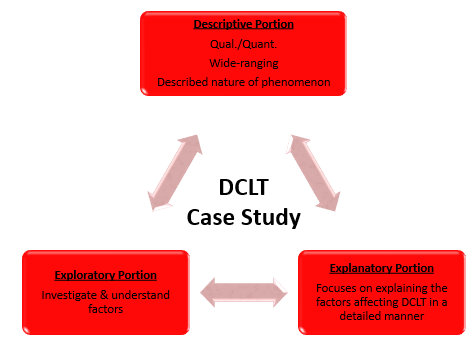 Descriptive Portion
Qual./Quant.
Wide-ranging
Described nature of phenomenon
DCLT
Case Study
Exploratory Portion
Investigate & understand
factors
Explanatory Portion
Focuses on explaining the
factors affecting DCLT in a
detailed manner